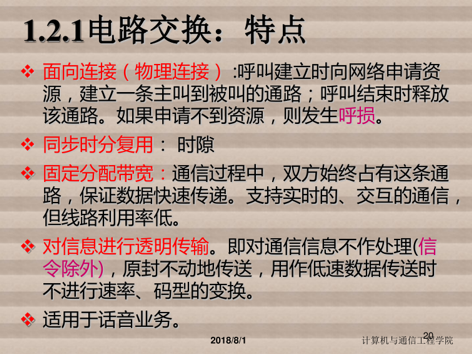 1.2.1电路交换：特点
❖ 面向连接（物理连接）:呼叫建立时向网络申请资
源，建立一条主叫到被叫的通路；呼叫结束时释放
该通路。如果申请不到资源，则发生呼损。
❖ 同步时分复用： 时隙
❖ 固定分配带宽：通信过程中，双方始终占有这条通
路，保证数据快速传递。支持实时的、交互的通信，
但线路利用率低。
❖ 对信息进行透明传输。即对通信信息不作处理(信
令除外)，原封不动地传送，用作低速数据传送时
不进行速率、码型的变换。
❖ 适用于话音业务。
2018/8/1
计算机与通信工程学院
20